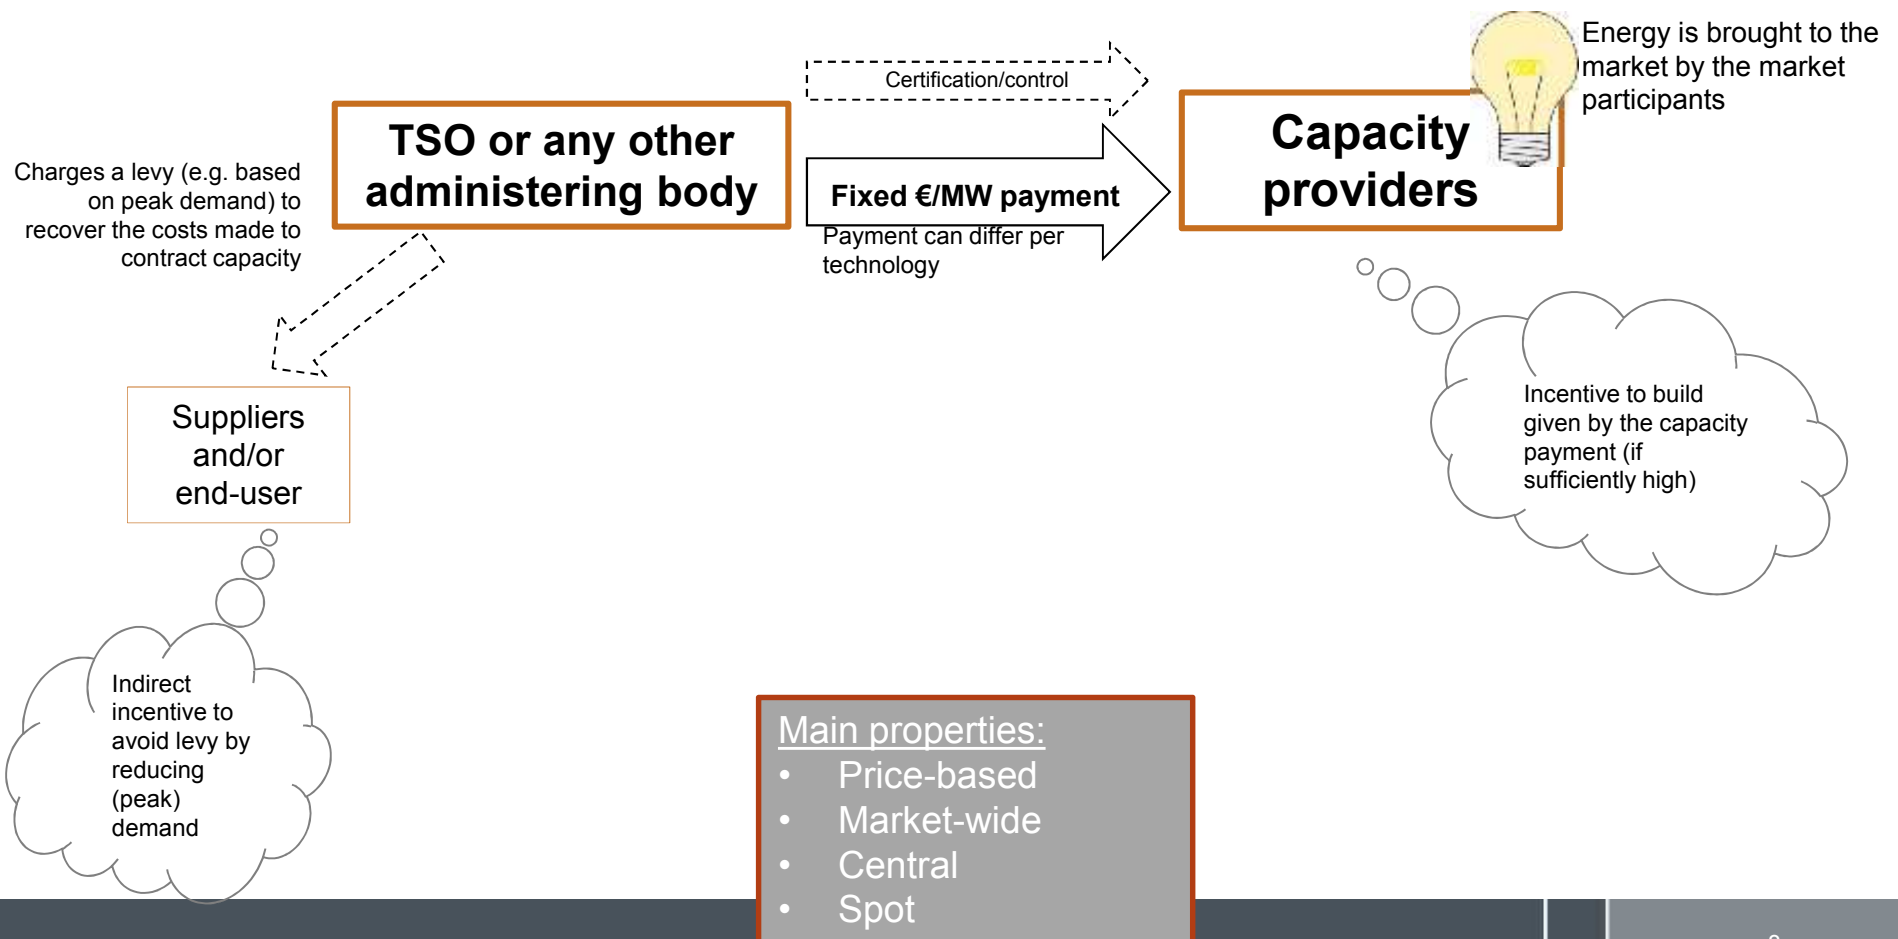 Energy is brought to the
market by the market
participants
Certification/control
TSO or any other
administering body
Capacity
providers
Charges a levy (e.g. based
on peak demand) to
recover the costs made to
contract capacity
Fixed €/MW payment
Payment can differ per
technology
Suppliers
and/or
end-user
Incentive to build
given by the capacity
payment (if
sufficiently high)
Indirect
incentive to
avoid levy by
reducing
(peak)
demand
Main properties:
• Price-based
• Market-wide
• Central
• Spot